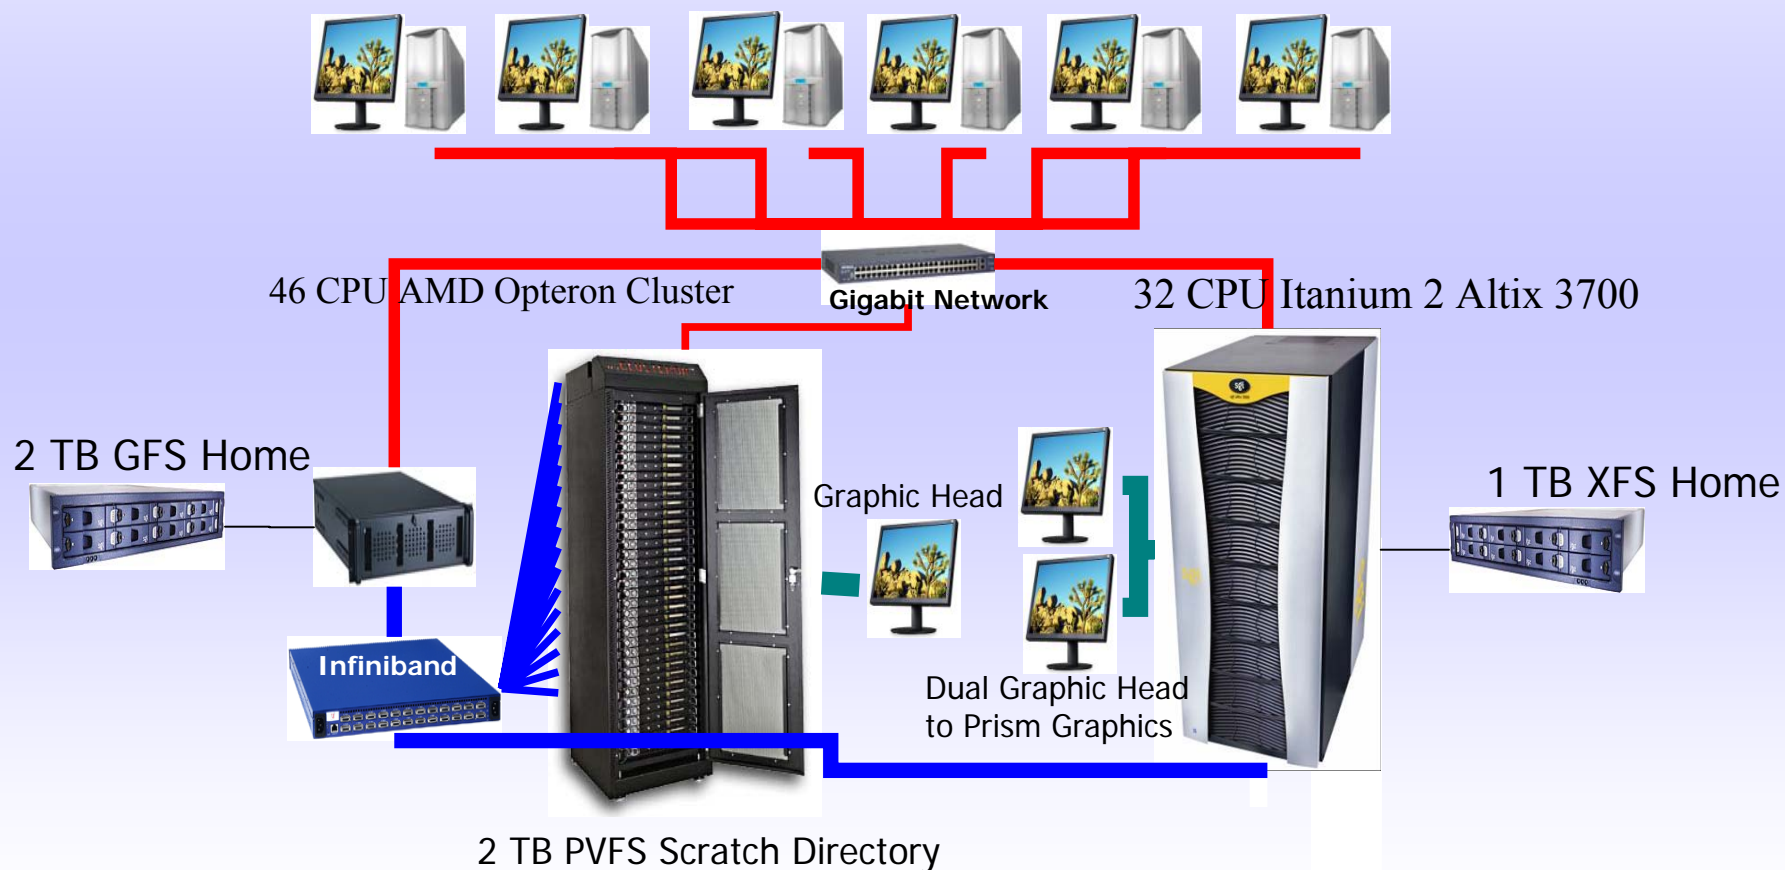 46 CPU AMD Opteron Cluster
Gigabit Network
32 CPU Itanium 2 Altix 3700
sgi
2 TB GFS Home
Graphic Head
1 TB XFS Home
Infiniband
Dual Graphic Head
to Prism Graphics
2 TB PVFS Scratch Directory